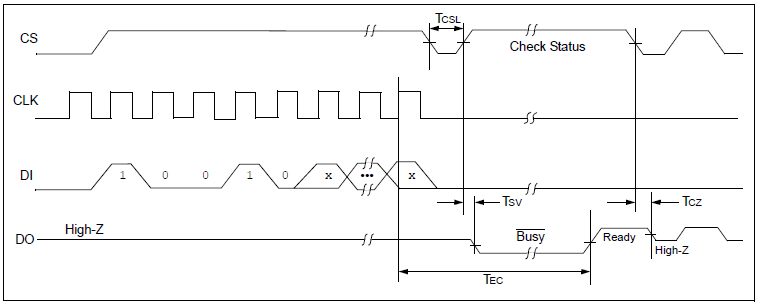 TCSL
CS
Check Status
CLK
DI 1 0 0 1 0 x ••• x
TSV
TCZ
High-Z
DO
Busy
Ready
High-Z
TEC